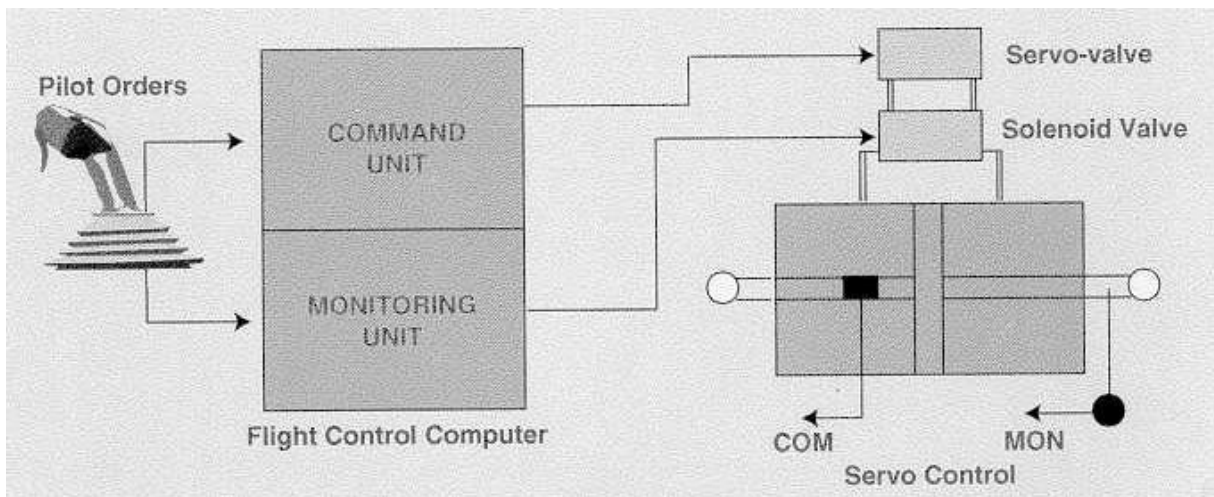 Pilot Orders
COMMAND
UNIT
MONITORING
UNIT
Flight Control Computer
Servo-valve
Solenoid Valve
COM
MON
Servo Control